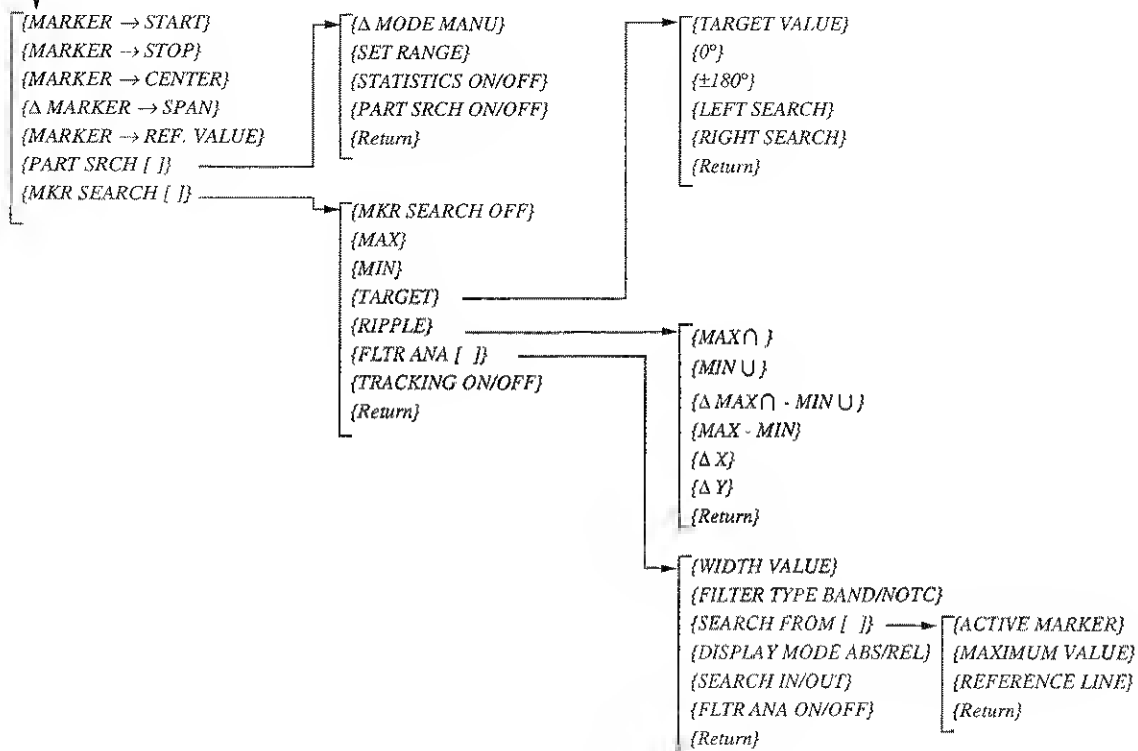 {MARKER → START}
{MARKER → STOP}
{MARKER → CENTER}
{Δ MARKER → SPAN}
{MARKER → REF. VALUE}
{PART SRCH [ ]}
{MKR SEARCH [ ]}
{Δ MODE MANU}
{SET RANGE}
{STATISTICS ON/OFF}
{PART SRCH ON/OFF}
{Return}
{MKR SEARCH OFF}
{MAX}
{MIN}
{TARGET}
{RIPPLE}
{FLTR ANA [ ]}
{TRACKING ON/OFF}
{Return}
{TARGET VALUE}
{0°}
{±180°}
{LEFT SEARCH}
{RIGHT SEARCH}
{Return}
{MAX∩ }
{MIN ∪}
{Δ MAX∩ - MIN ∪}
{MAX - MIN}
{Δ X}
{Δ Y}
{Return}
{WIDTH VALUE}
{FILTER TYPE BAND/NOTC}
{SEARCH FROM [ ]}
{DISPLAY MODE ABS/REL}
{SEARCH IN/OUT}
{FLTR ANA ON/OFF}
{Return}
{ACTIVE MARKER}
{MAXIMUM VALUE}
{REFERENCE LINE}
{Return}